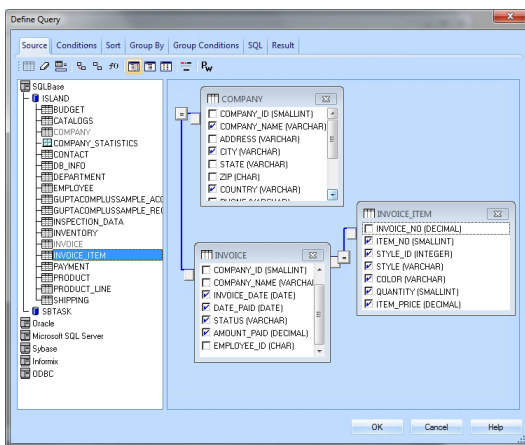 Define Query
Source Conditions Sort Group By Group Conditions SQL Result
SQLBase
ISLAND
BUDGET
CATALOGS
COMPANY
COMPANY_STATISTICS
CONTACT
DB_INFO
DEPARTMENT
EMPLOYEE
GUPTACOMPLUSSAMPLE_ACC
GUPTACOMPLUSSAMPLE_REC
INSPECTION_DATA
INVENTORY
INVOICE
INVOICE_ITEM
PAYMENT
PRODUCT
PRODUCT_LINE
SHIPPING
SBTASK
Oracle
Microsoft SQL Server
Sybase
Informix
ODBC
COMPANY
COMPANY_ID (SMALLINT)
COMPANY_NAME (VARCHAR)
ADDRESS (VARCHAR)
CITY (VARCHAR)
STATE (VARCHAR)
ZIP (CHAR)
COUNTRY (VARCHAR)
INVOICE
COMPANY_ID (SMALLINT)
COMPANY_NAME (VARCHAR
INVOICE_DATE (DATE)
DATE_PAID (DATE)
STATUS (VARCHAR)
AMOUNT_PAID (DECIMAL)
EMPLOYEE_ID (CHAR)
INVOICE_ITEM
INVOICE_NO (DECIMAL)
ITEM_NO (SMALLINT)
STYLE_ID (INTEGER)
STYLE (VARCHAR)
COLOR (VARCHAR)
QUANTITY (SMALLINT)
ITEM_PRICE (DECIMAL)
OK Cancel Help